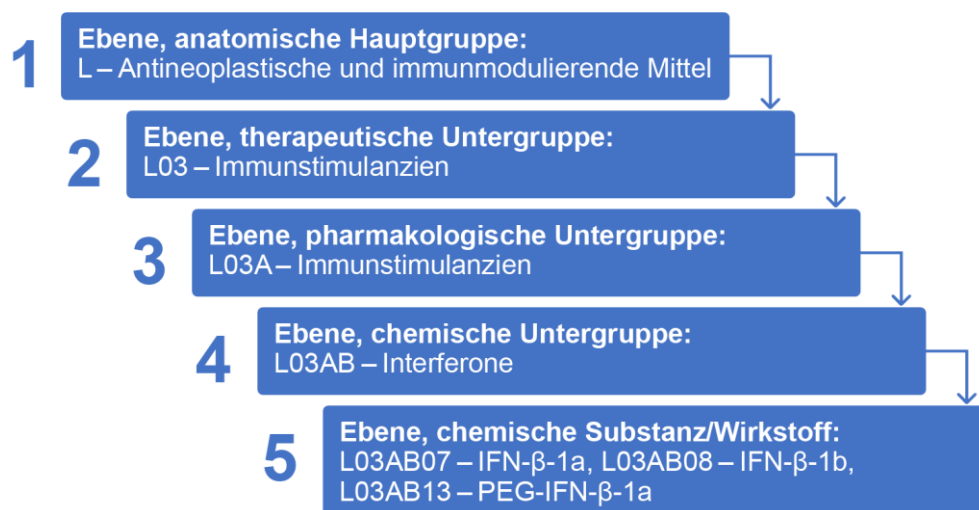 1
Ebene, anatomische Hauptgruppe:
L – Antineoplastische und immunmodulierende Mittel
2
Ebene, therapeutische Untergruppe:
L03 – Immunstimulanzien
3
Ebene, pharmakologische Untergruppe:
L03A – Immunstimulanzien
4
Ebene, chemische Untergruppe:
L03AB – Interferone
5
Ebene, chemische Substanz/Wirkstoff:
L03AB07 – IFN-β-1a, L03AB08 – IFN-β-1b,
L03AB13 – PEG-IFN-β-1a